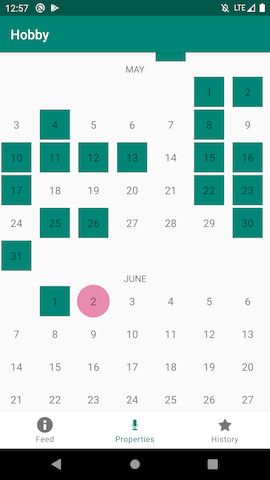 12:57 LTE
Hobby
MAY
1 2
3 4 5 6 7 8 9
10 11 12 13 14 15 16
17 18 19 20 21 22 23
24 25 26 27 28 29 30
31
JUNE
1 2 3 4 5 6
7 8 9 10 11 12 13
14 15 16 17 18 19 20
21 22 23 24 25 26 27
Feed Properties History